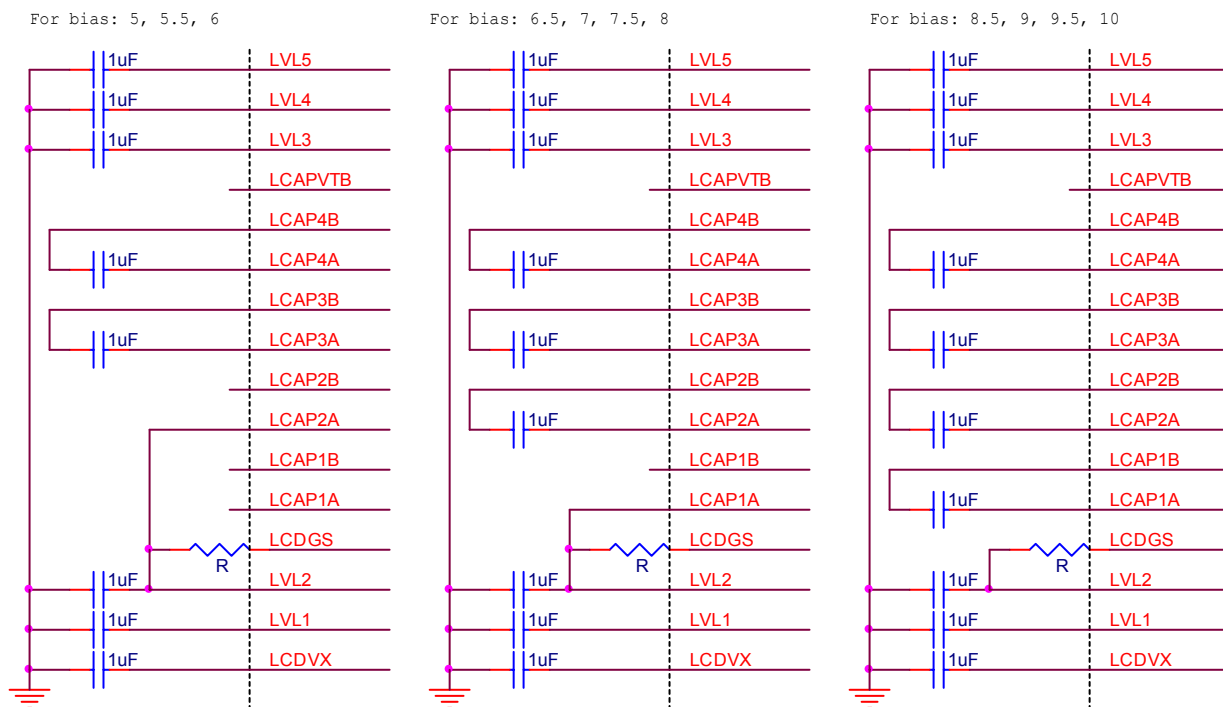 For bias: 5, 5.5, 6
1uF LVL5
1uF LVL4
1uF LVL3
LCAPVTB
LCAP4B
1uF LCAP4A
LCAP3B
1uF LCAP3A
LCAP2B
LCAP2A
LCAP1B
LCAP1A
LCDGS
R
1uF LVL2
1uF LVL1
1uF LCDVX
For bias: 6.5, 7, 7.5, 8
1uF LVL5
1uF LVL4
1uF LVL3
LCAPVTB
LCAP4B
1uF LCAP4A
LCAP3B
1uF LCAP3A
LCAP2B
1uF LCAP2A
LCAP1B
LCAP1A
LCDGS
R
1uF LVL2
1uF LVL1
1uF LCDVX
For bias: 8.5, 9, 9.5, 10
1uF LVL5
1uF LVL4
1uF LVL3
LCAPVTB
LCAP4B
1uF LCAP4A
LCAP3B
1uF LCAP3A
LCAP2B
1uF LCAP2A
LCAP1B
1uF LCAP1A
LCDGS
R
1uF LVL2
1uF LVL1
1uF LCDVX